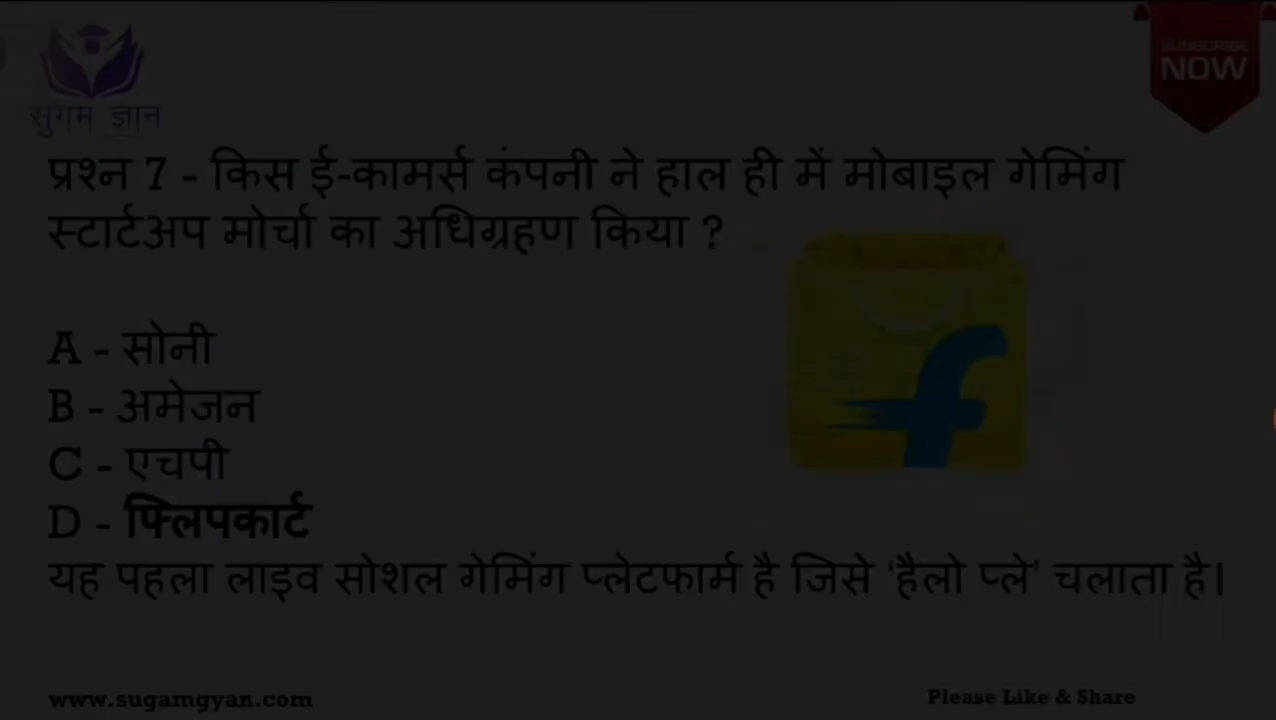 सुगम ज्ञान
SUBSCRIBE
NOW
प्रश्न 7 - किस ई-कामर्स कंपनी ने हाल ही में मोबाइल गेमिंग
स्टार्टअप मोर्चा का अधिग्रहण किया ?
A - सोनी
B - अमेजन
C - एचपी
D - फ्लिपकार्ट
यह पहला लाइव सोशल गेमिंग प्लेटफार्म है जिसे ‘हैलो प्ले’ चलाता है।
www.sugamgyan.com
Please Like & Share